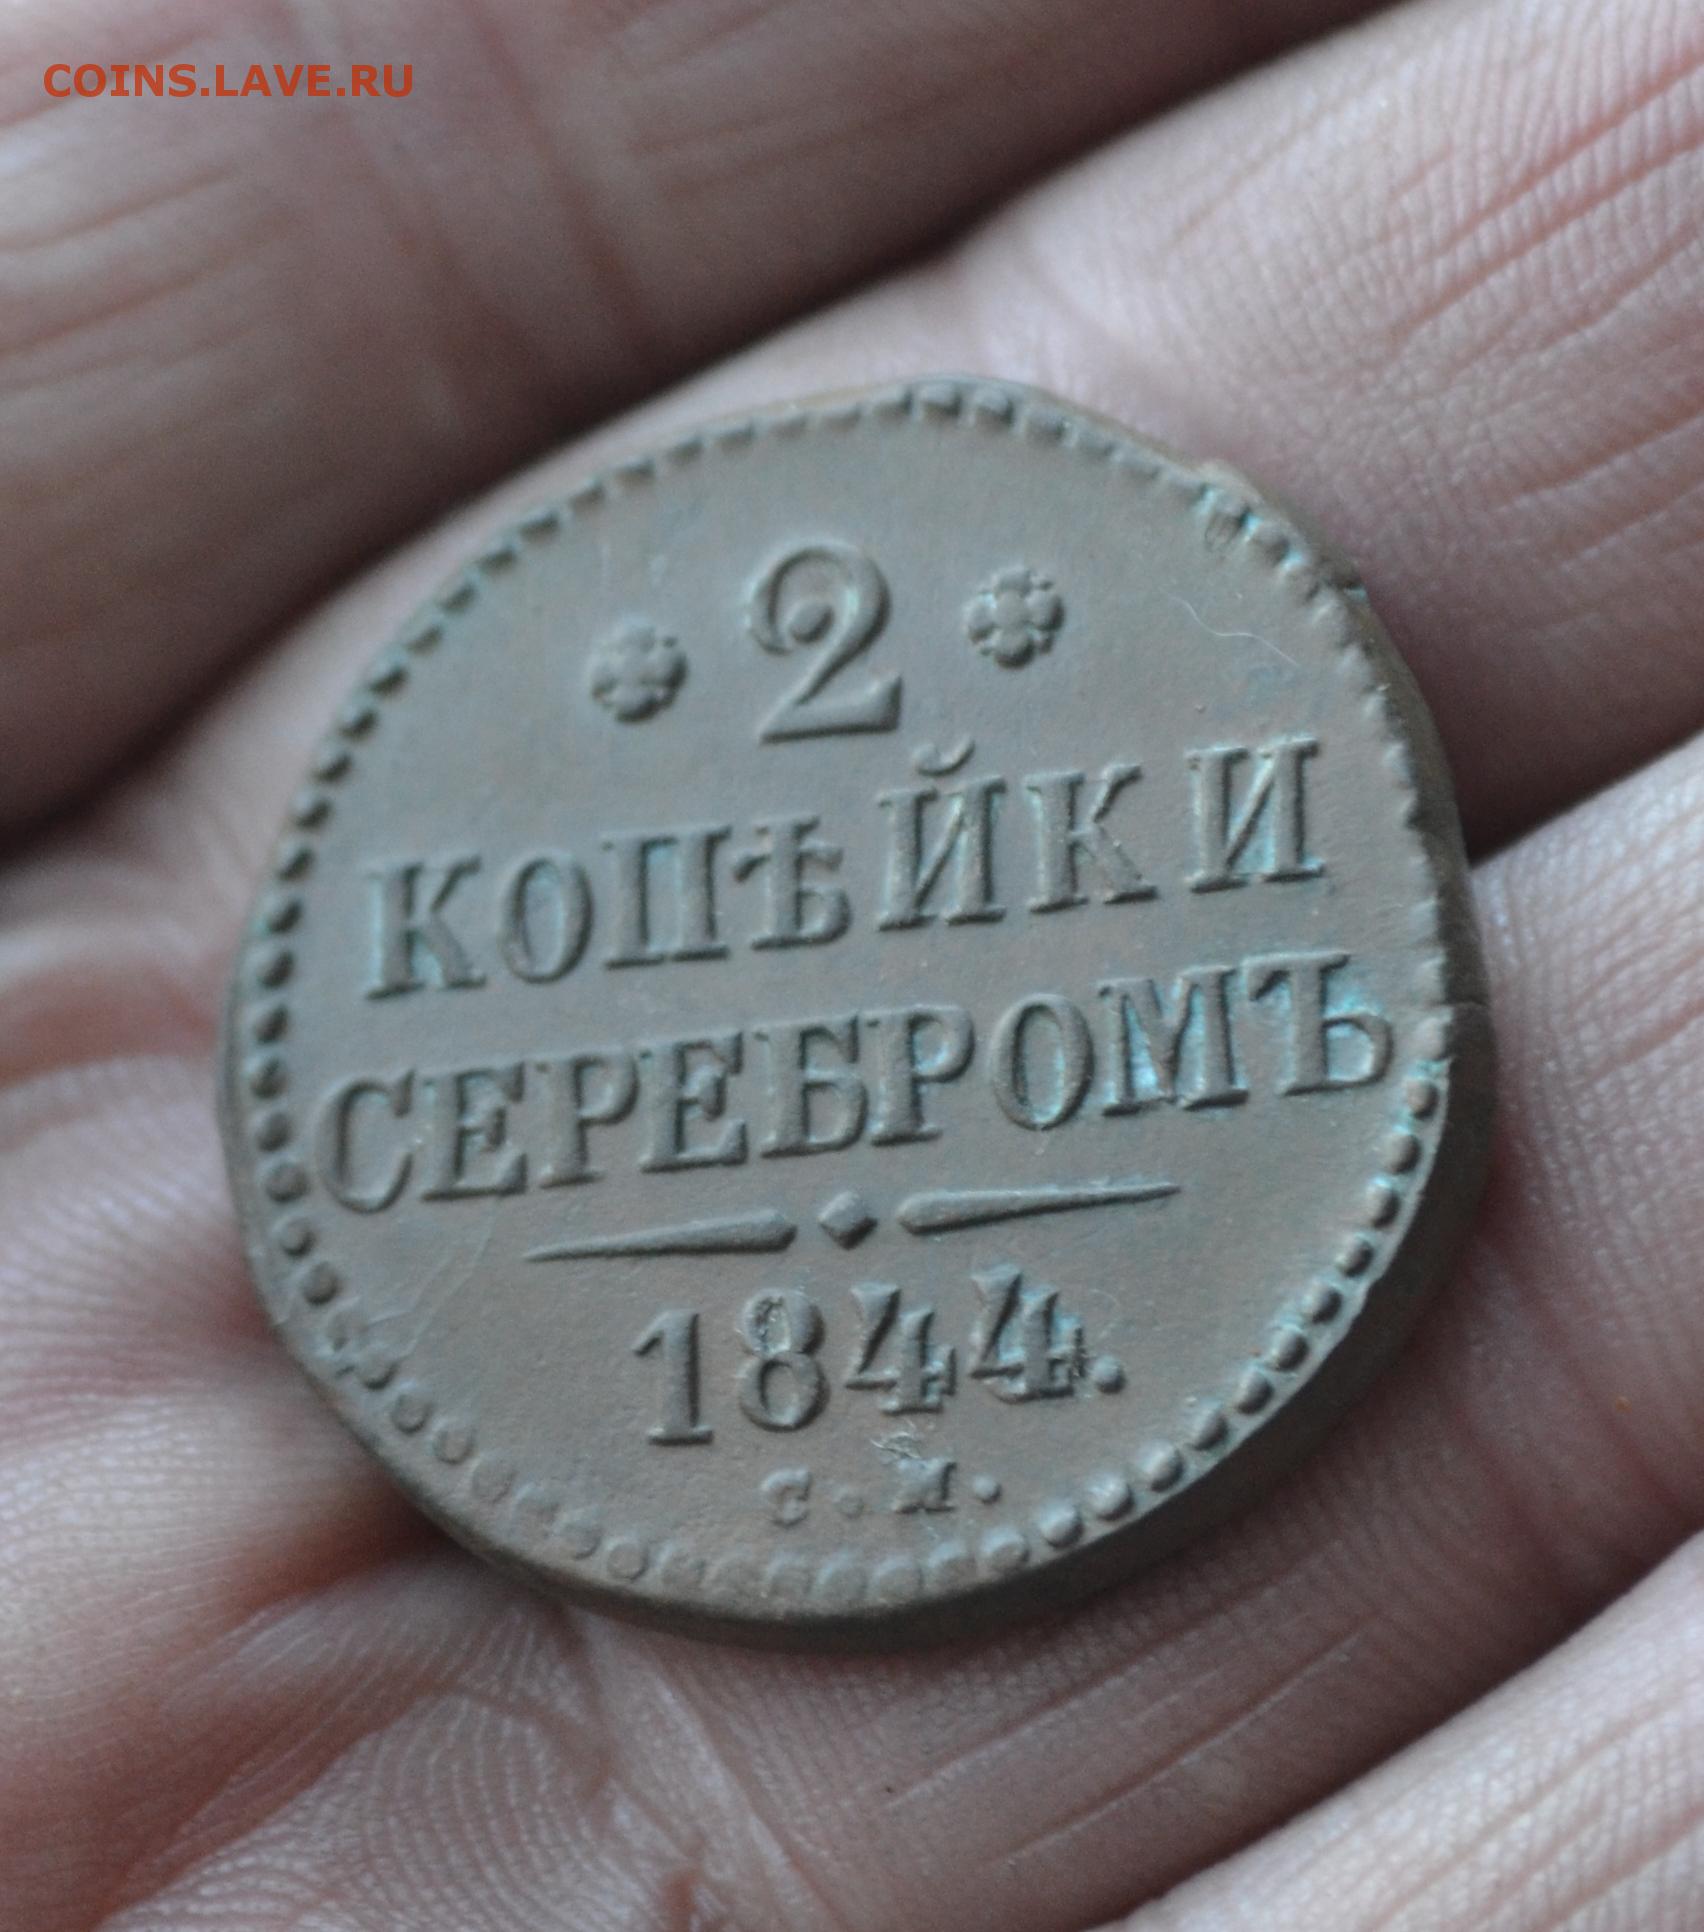 COINS.LAVE.RU
2
КОПѢЙКИ
СЕРЕБРОМЪ
1844.
С. М.